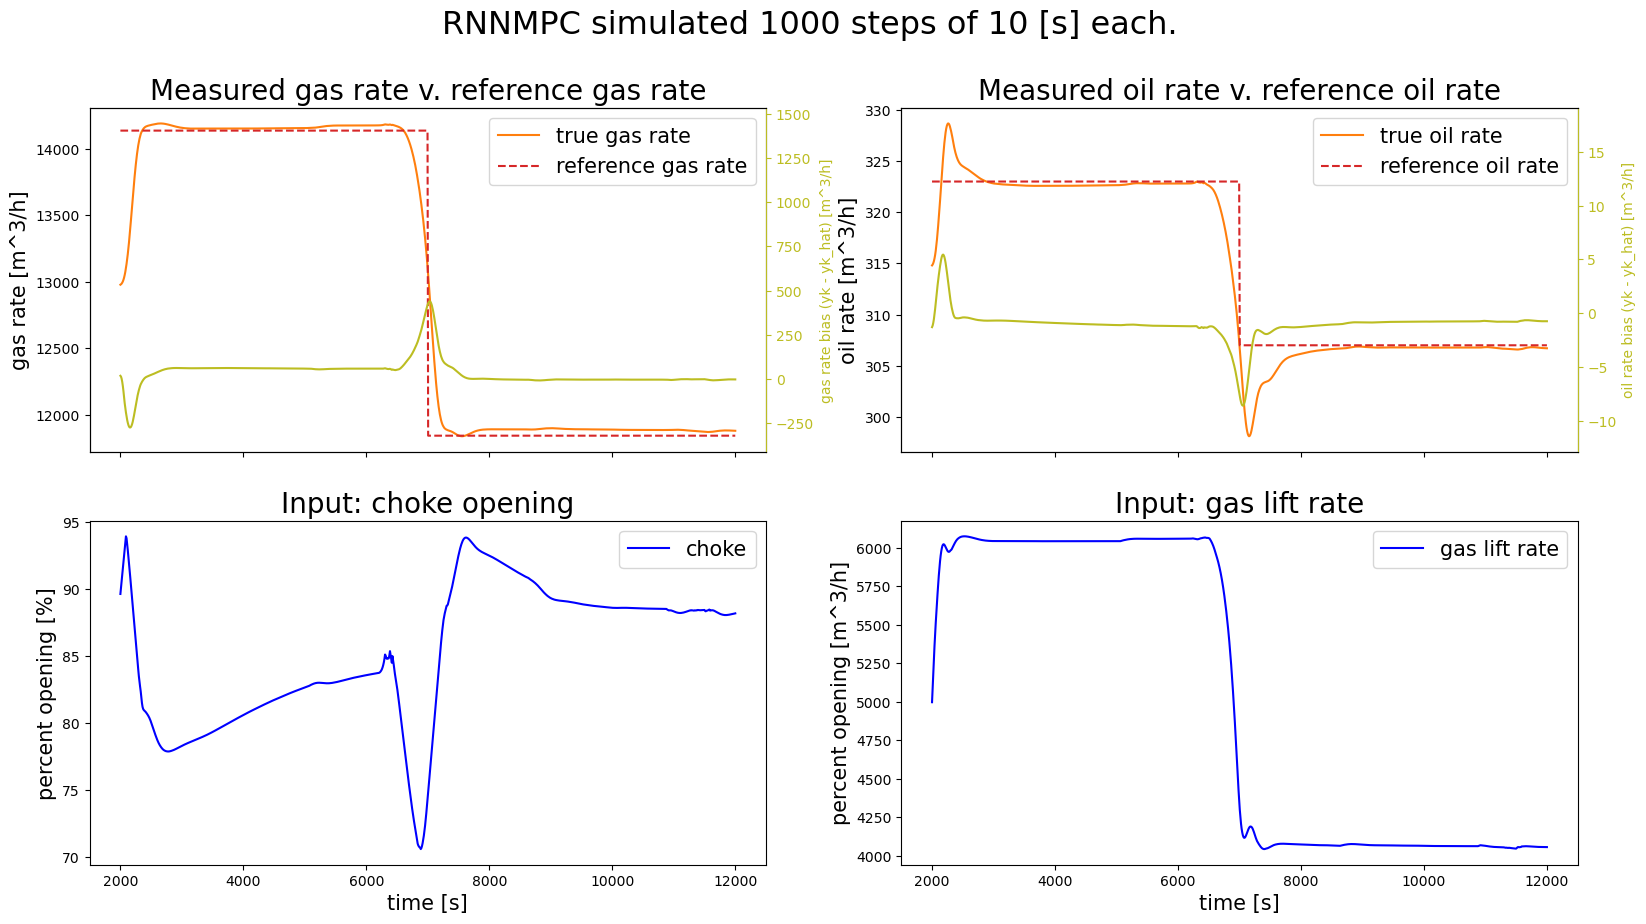 RNNMPC simulated 1000 steps of 10 [s] each.
Measured gas rate v. reference gas rate
gas rate [m^3/h]
14000
13500
13000
12500
12000
true gas rate
reference gas rate
1500
1250
1000
750
500
250
0
−250
gas rate bias (yk - yk_hat) [m^3/h]
Measured oil rate v. reference oil rate
oil rate [m^3/h]
330
325
320
315
310
305
300
true oil rate
reference oil rate
15
10
5
0
−5
−10
oil rate bias (yk - yk_hat) [m^3/h]
Input: choke opening
percent opening [%]
95
90
85
80
75
70
choke
2000 4000 6000 8000 10000 12000
time [s]
Input: gas lift rate
percent opening [m^3/h]
6000
5750
5500
5250
5000
4750
4500
4250
4000
gas lift rate
2000 4000 6000 8000 10000 12000
time [s]